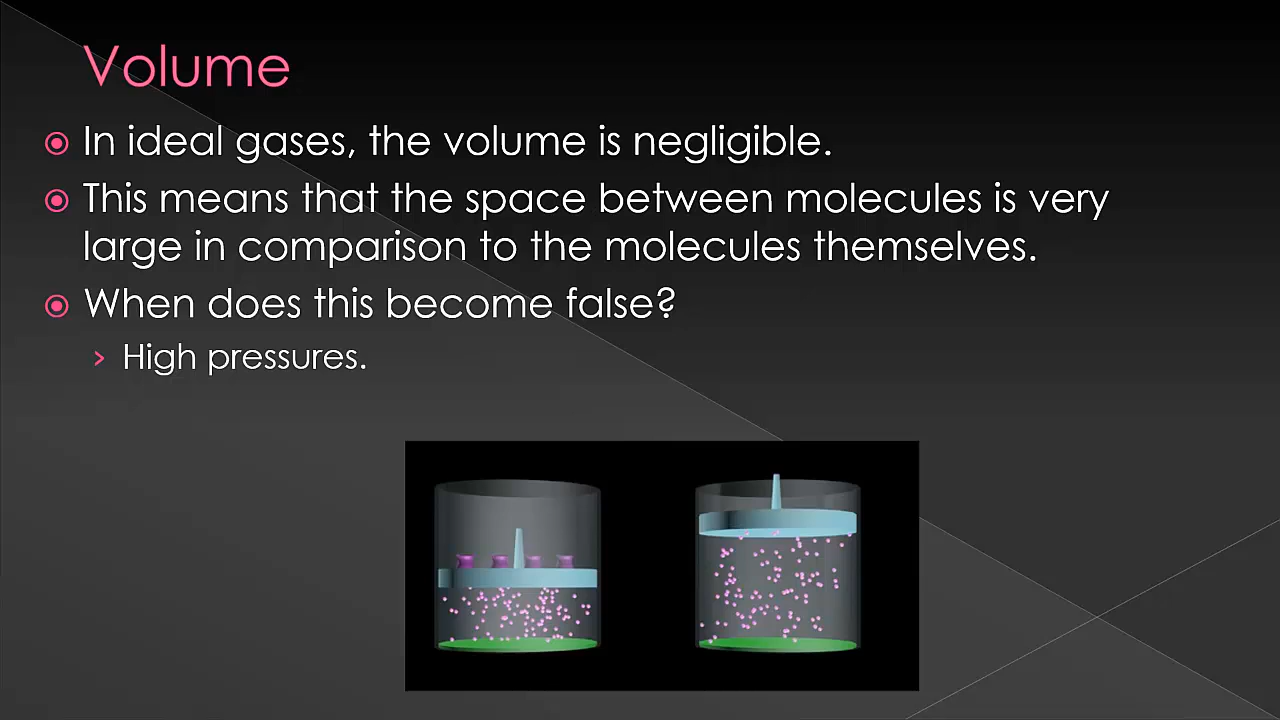 Volume
In ideal gases, the volume is negligible.
This means that the space between molecules is very
large in comparison to the molecules themselves.
When does this become false?
High pressures.